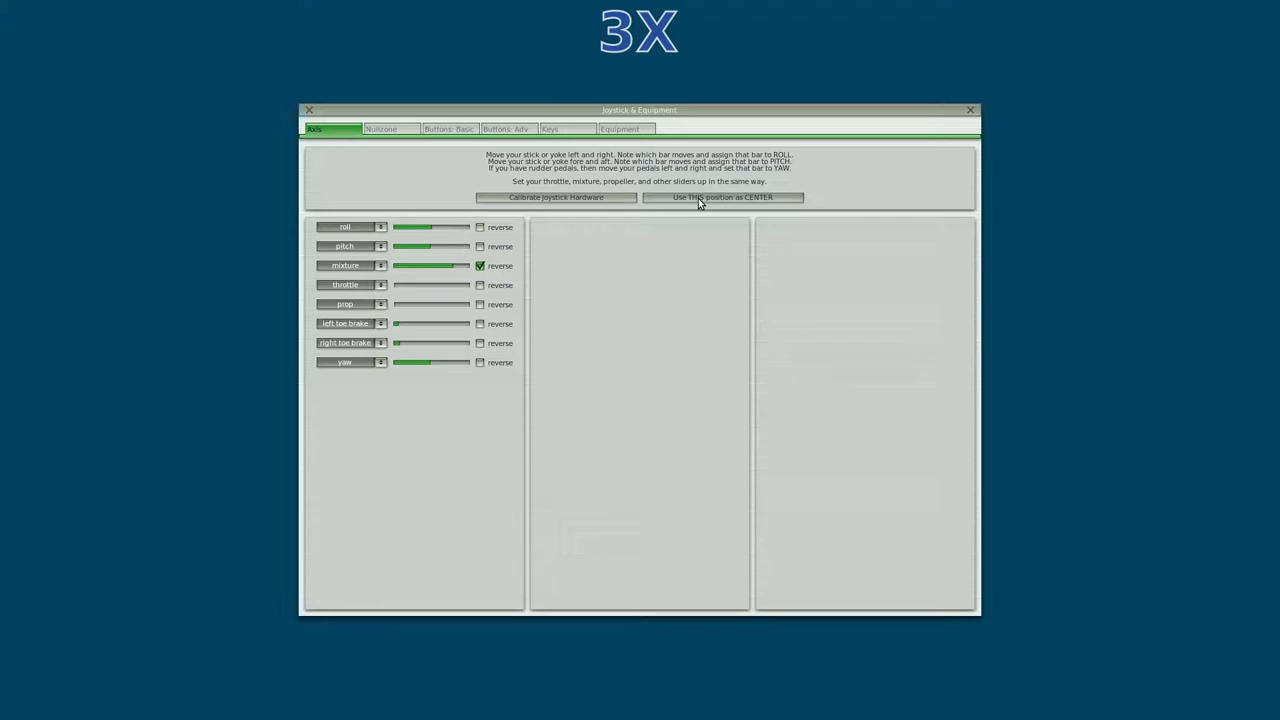 3X
Joystick & Equipment
Axis Nullzone Buttons: Basic Buttons: Adv Keys Equipment
Move your stick or yoke left and right. Note which bar moves and assign that bar to ROLL.
Move your stick or yoke fore and aft. Note which bar moves and assign that bar to PITCH.
If you have rudder pedals, then move your pedals left and right and set that bar to YAW.
Set your throttle, mixture, propeller, and other sliders up in the same way.
Calibrate Joystick Hardware Use THIS position as CENTER
roll reverse
pitch reverse
mixture reverse
throttle reverse
prop reverse
left toe brake reverse
right toe brake reverse
yaw reverse